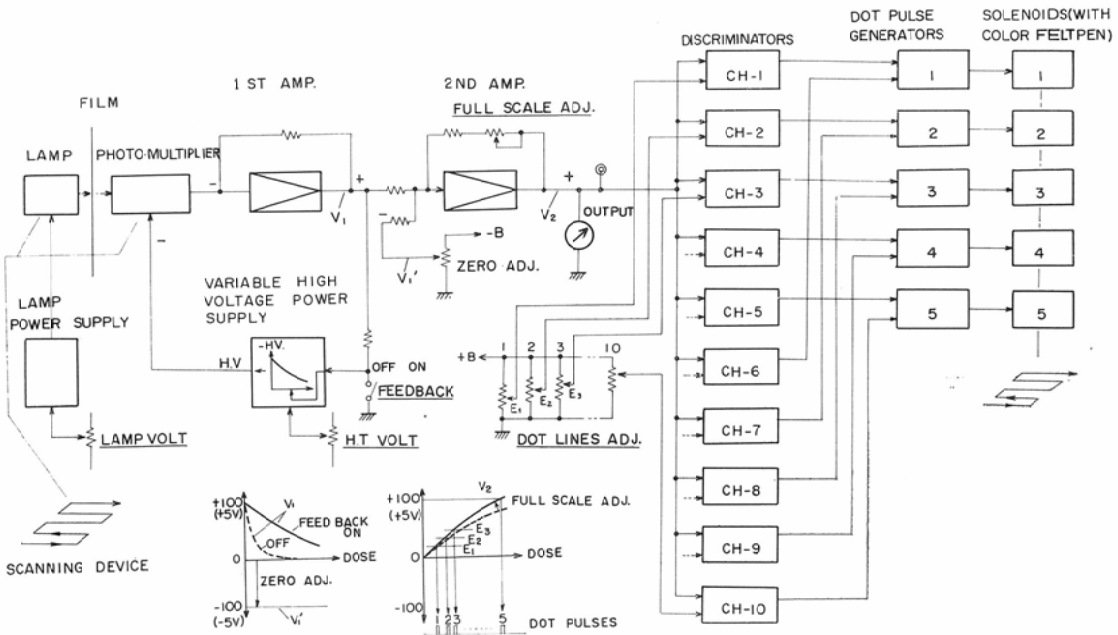 DOT PULSE GENERATORS
SOLENOIDS(WITH COLOR FELTPEN)
DISCRIMINATORS
1ST AMP.
2ND AMP.
FULL SCALE ADJ.
FILM
LAMP
PHOTO-MULTIPLIER
CH-1
CH-2
CH-3
CH-4
CH-5
CH-6
CH-7
CH-8
CH-9
CH-10
1
2
3
4
5
1
2
3
4
5
-
+
V1
-
+
V2
OUTPUT
-B
V1'
ZERO ADJ.
-
VARIABLE HIGH
VOLTAGE POWER
SUPPLY
LAMP
POWER SUPPLY
H.V
-HV.
OFF ON
FEEDBACK
+B
1 2 3 10
E1 E2 E3
LAMP VOLT
H.T VOLT
DOT LINES ADJ.
SCANNING DEVICE
+100
(+5V)
V1
FEED BACK
ON
OFF
0
DOSE
ZERO ADJ.
-100
(-5V)
V1'
+100
(+5V)
V2
FULL SCALE ADJ.
E3
E2
E1
0
DOSE
-100
1 2 3 5
DOT PULSES